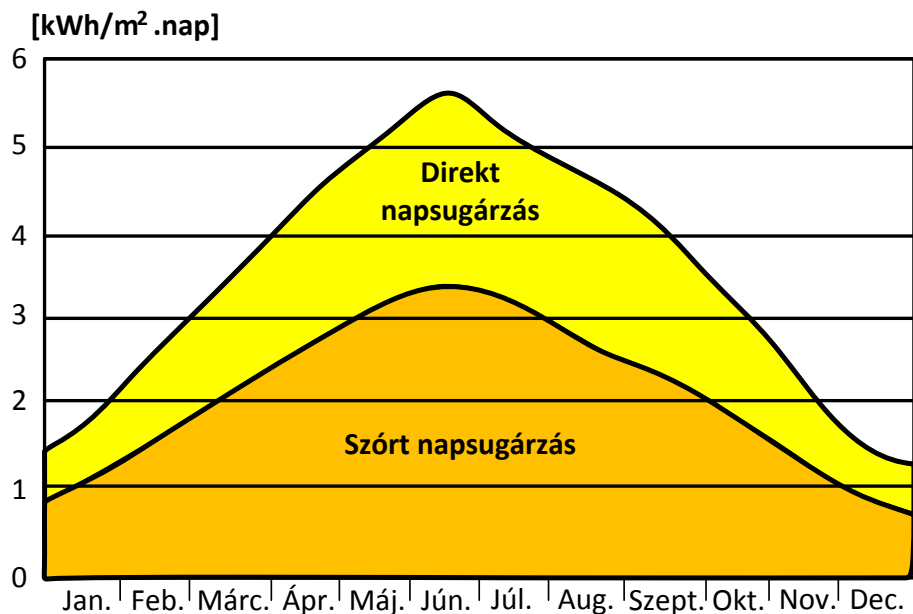 [kWh/m² .nap]
6
5
4
3
2
1
0
Direkt
napsugárzás
Szórt napsugárzás
Jan. Feb. Márc. Ápr. Máj. Jún. Júl. Aug. Szept. Okt. Nov. Dec.